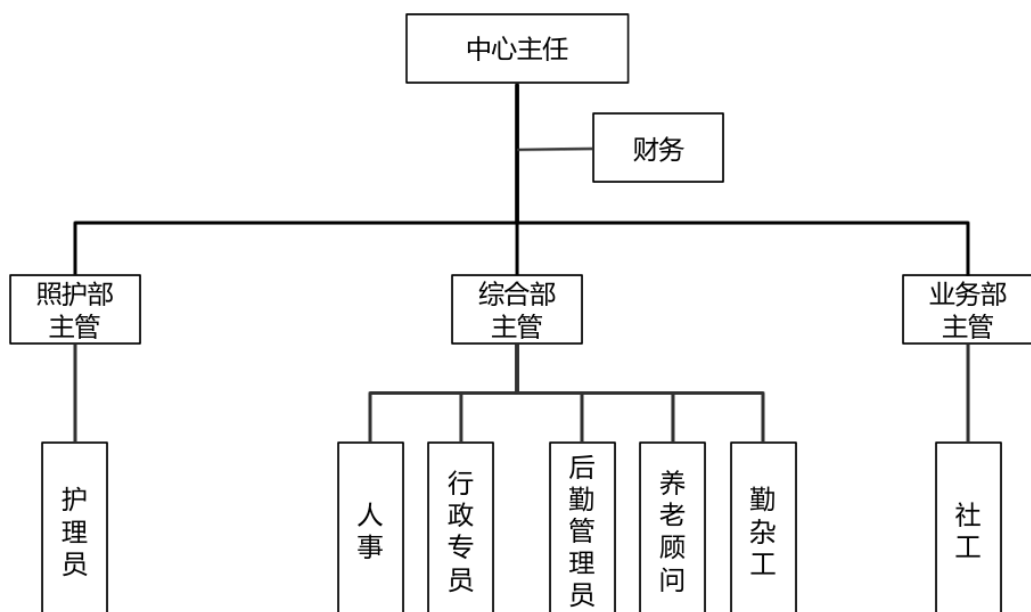 中心主任
财务
照护部
主管
综合部
主管
业务部
主管
护理员
人事
行政专员
后勤管理员
养老顾问
勤杂工
社工